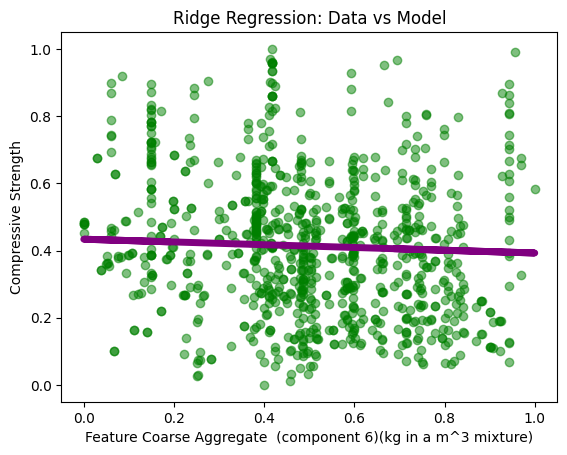 Ridge Regression: Data vs Model
1.0
0.8
0.6
0.4
0.2
0.0
Compressive Strength
0.0 0.2 0.4 0.6 0.8 1.0
Feature Coarse Aggregate  (component 6)(kg in a m^3 mixture)